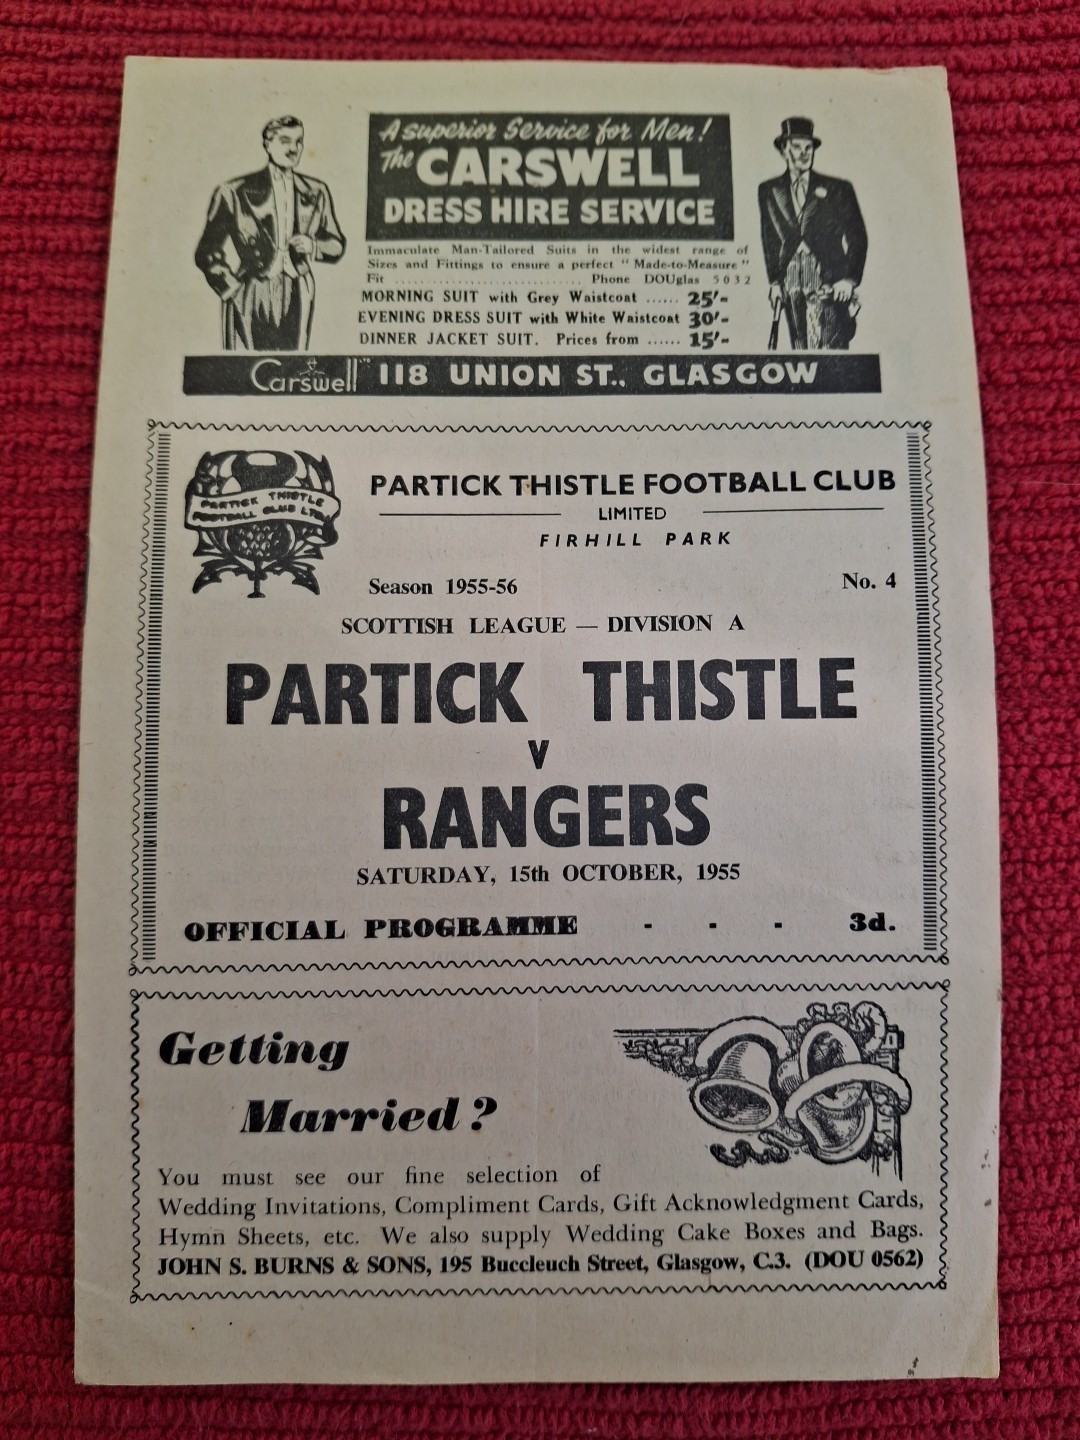 A superior Service for Men!
The CARSWELL
DRESS HIRE SERVICE
Immaculate Man-Tailored Suits in the widest range of
Sizes and Fittings to ensure a perfect "Made-to-Measure"
Fit .............................. Phone DOUglas 5032
MORNING SUIT with Grey Waistcoat ...... 25'-
EVENING DRESS SUIT with White Waistcoat 30'-
DINNER JACKET SUIT. Prices from ...... 15'-
Carswell 118 UNION ST., GLASGOW
PARTICK THISTLE
FOOTBALL CLUB LTD.
PARTICK THISTLE FOOTBALL CLUB
LIMITED
FIRHILL PARK
Season 1955-56 No. 4
SCOTTISH LEAGUE — DIVISION A
PARTICK THISTLE
V
RANGERS
SATURDAY, 15th OCTOBER, 1955
OFFICIAL PROGRAMME - - - 3d.
Getting
Married?
You must see our fine selection of
Wedding Invitations, Compliment Cards, Gift Acknowledgment Cards,
Hymn Sheets, etc. We also supply Wedding Cake Boxes and Bags.
JOHN S. BURNS & SONS, 195 Buccleuch Street, Glasgow, C.3. (DOU 0562)